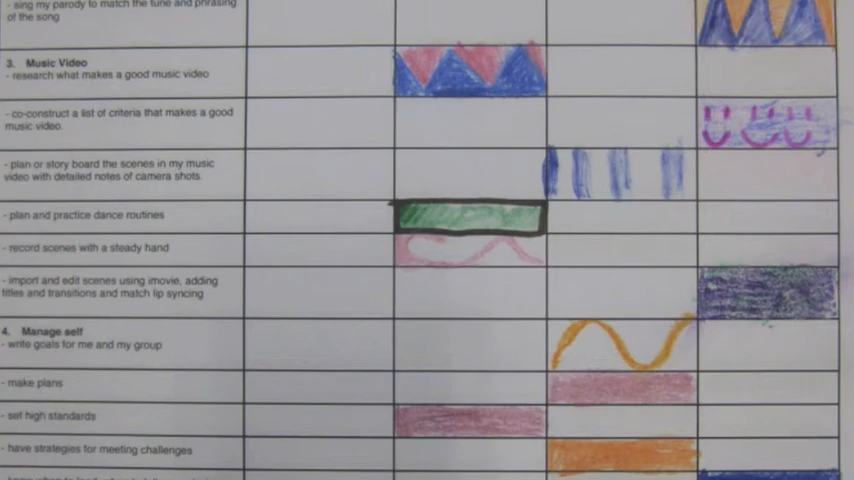 - sing my parody to match the tune and phrasing
of the song
3. Music Video
- research what makes a good music video
- co-construct a list of criteria that makes a good
music video.
- plan or story board the scenes in my music
video with detailed notes of camera shots.
- plan and practice dance routines
- record scenes with a steady hand
- import and edit scenes using imovie, adding
titles and transitions and match lip syncing
4. Manage self
- write goals for me and my group
- make plans
- set high standards
- have strategies for meeting challenges